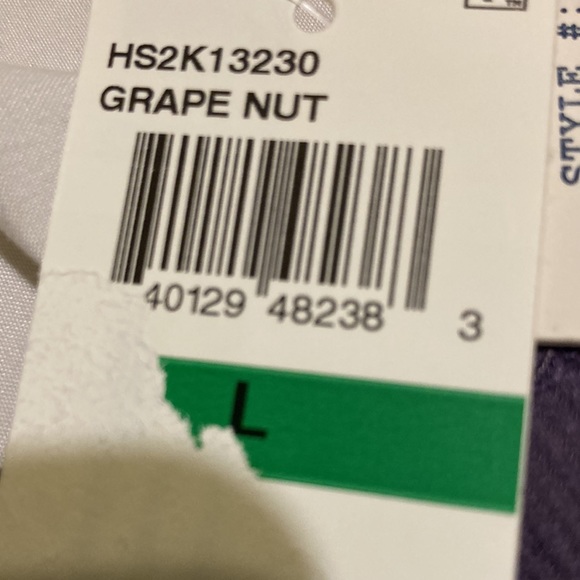 HS2K13230
GRAPE NUT
40129 48238 3
L
STYLE #: